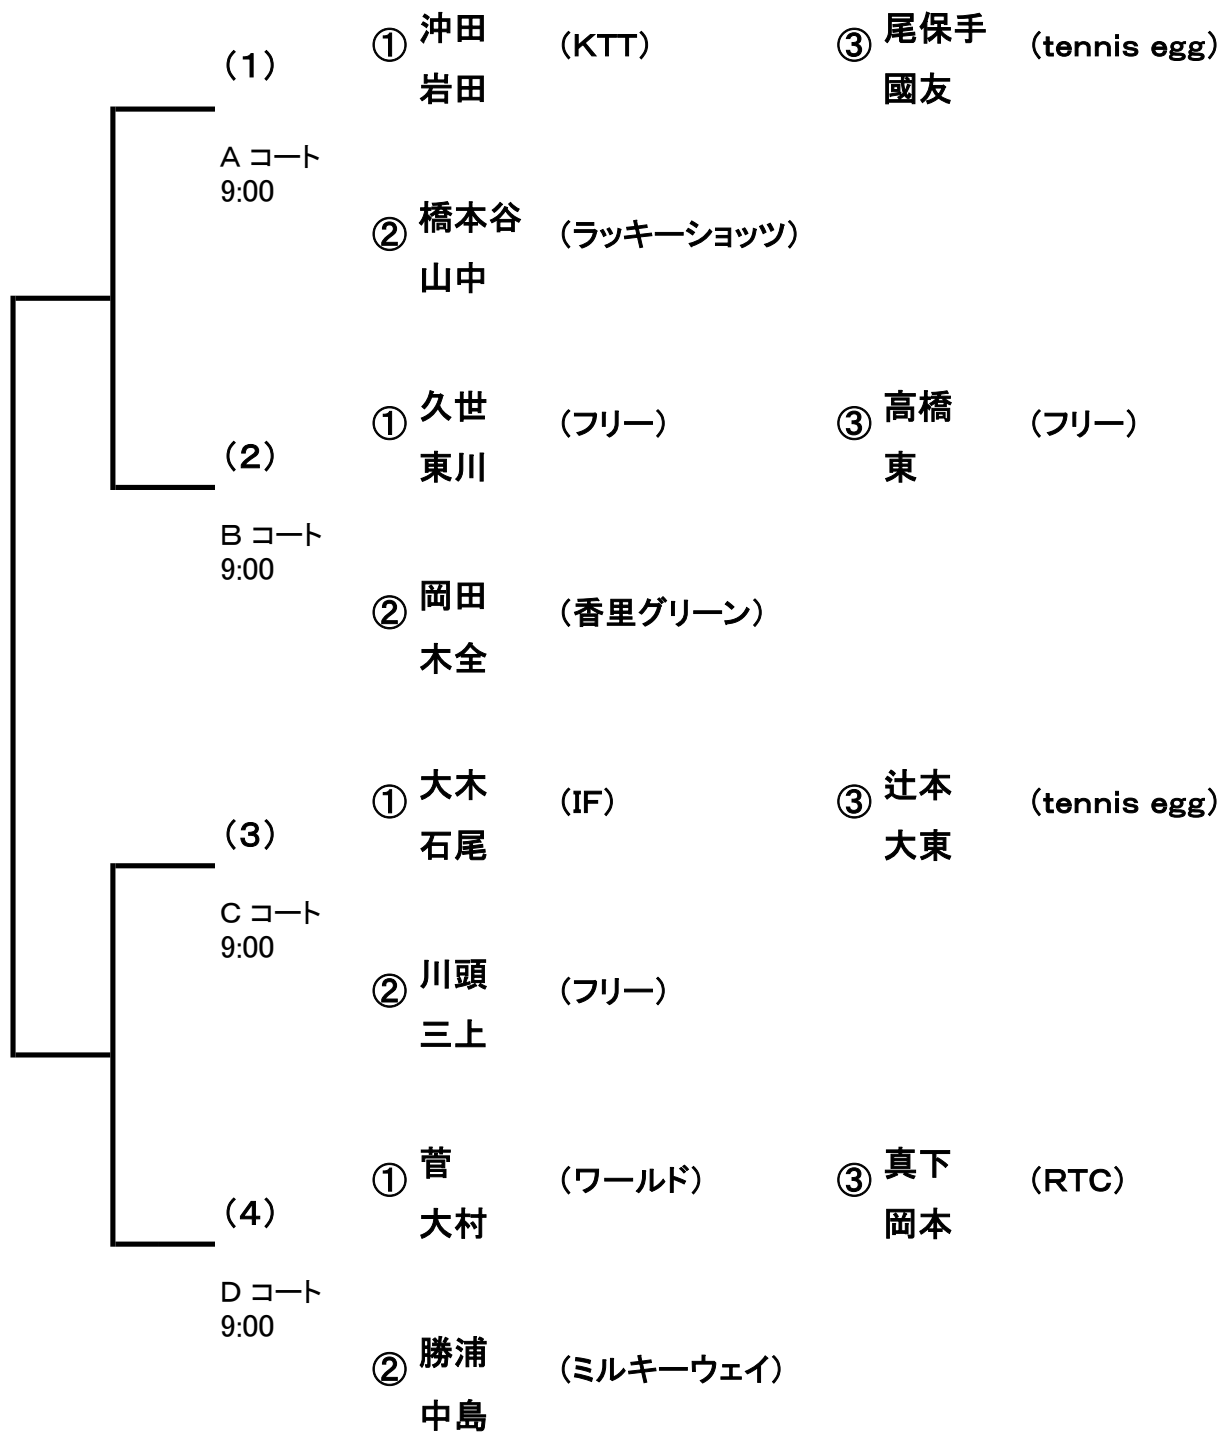 （１）
Ａ コート
9:00
① 沖田
岩田
（ＫＴＴ）
③ 尾保手
國友
（ｔｅｎｎｉｓ ｅｇｇ）
② 橋本谷
山中
（ラッキーショッツ）
（２）
Ｂ コート
9:00
① 久世
東川
（フリー）
③ 高橋
東
（フリー）
② 岡田
木全
（香里グリーン）
（３）
Ｃ コート
9:00
① 大木
石尾
（ＩＦ）
③ 辻本
大東
（ｔｅｎｎｉｓ ｅｇｇ）
② 川頭
三上
（フリー）
（４）
Ｄ コート
9:00
① 菅
大村
（ワールド）
③ 真下
岡本
（ＲＴＣ）
② 勝浦
中島
（ミルキーウェイ）